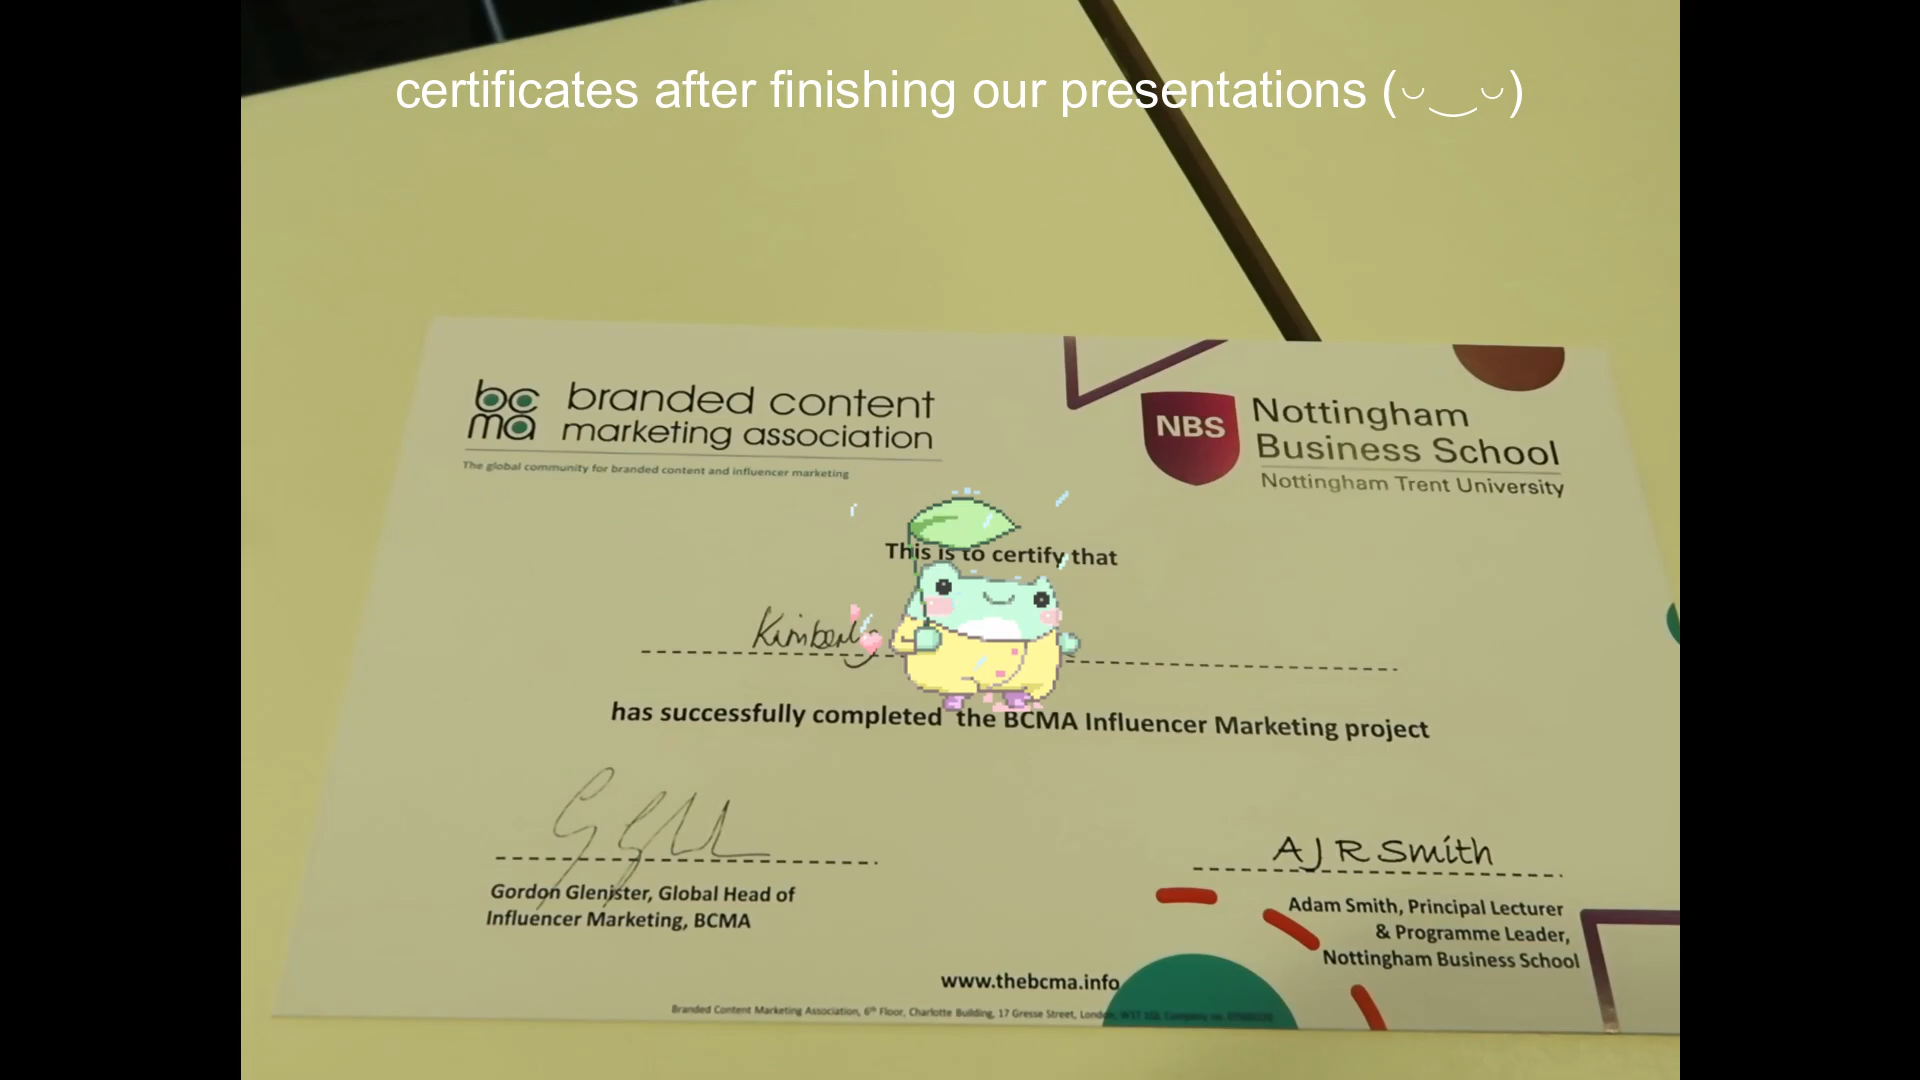 certificates after finishing our presentations (˘‿˘)
bcma
branded content
marketing association
The global community for branded content and influencer marketing
NBS
Nottingham
Business School
Nottingham Trent University
This is to certify that
Kimberly
has successfully completed the BCMA Influencer Marketing project
A J R Smith
Gordon Glenister, Global Head of
Influencer Marketing, BCMA
Adam Smith, Principal Lecturer
& Programme Leader,
Nottingham Business School
www.thebcma.info
Branded Content Marketing Association, 6th Floor, Charlotte Building, 17 Gresse Street, London,